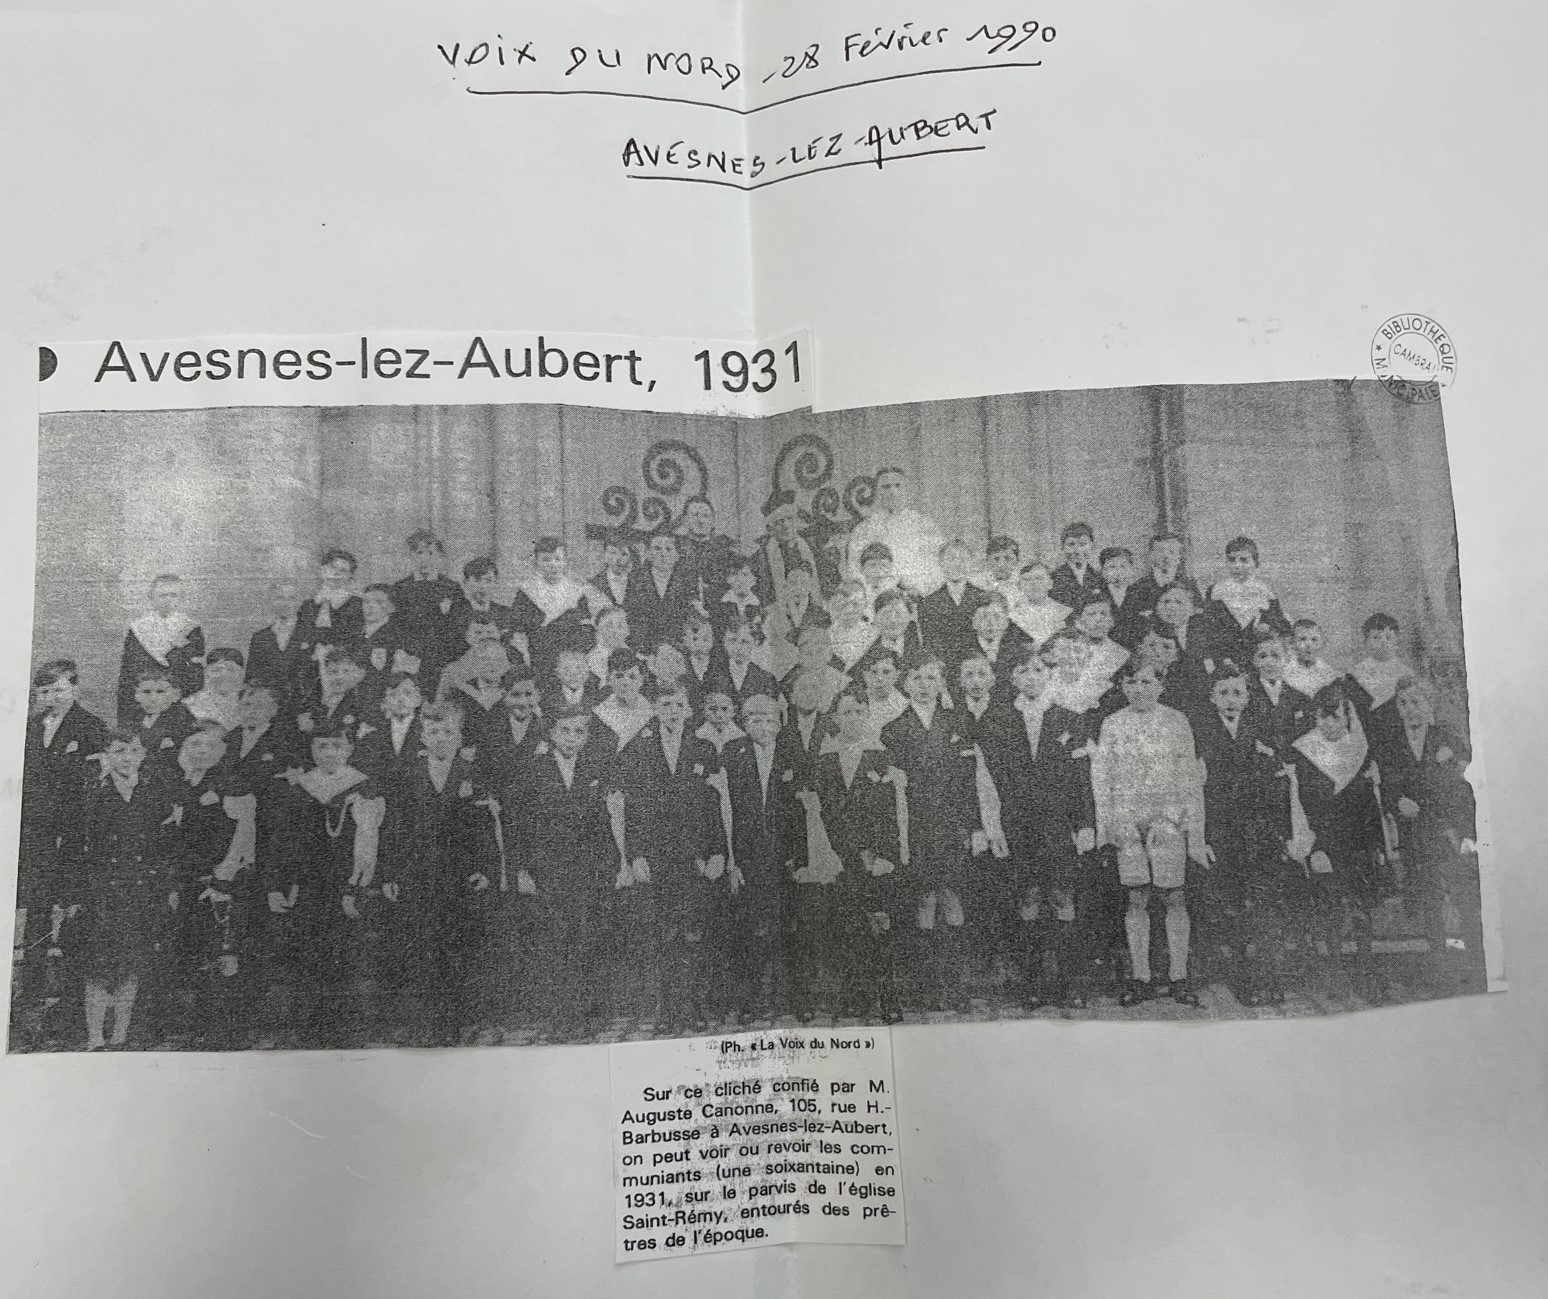 VOIX DU NORD - 28 Février 1990
AVESNES-LEZ-AUBERT
Avesnes-lez-Aubert, 1931
BIBLIOTHEQUE
CAMBRAI
(Ph. « La Voix du Nord »)
Sur ce cliché confié par M.
Auguste Canonne, 105, rue H.-
Barbusse à Avesnes-lez-Aubert,
on peut voir ou revoir les com-
muniants (une soixantaine) en
1931, sur le parvis de l'église
Saint-Rémy, entourés des prê-
tres de l'époque.